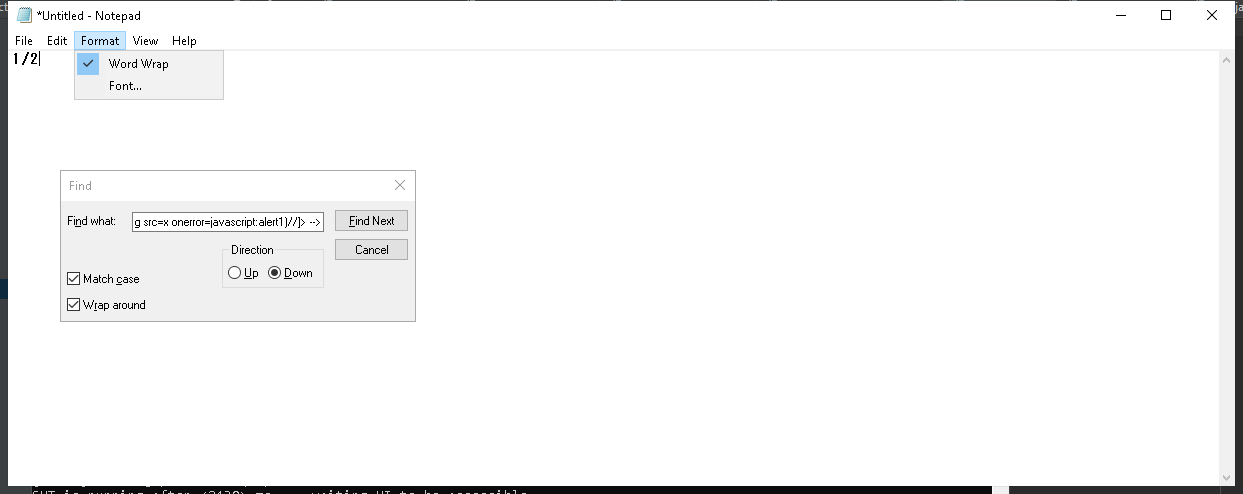 *Untitled - Notepad
File Edit Format View Help
1/2
Word Wrap
Font...
Find
Find what: g src=x onerror=javascript:alert1)//]> --> Find Next
Direction Cancel
Up Down
Match case
Wrap around